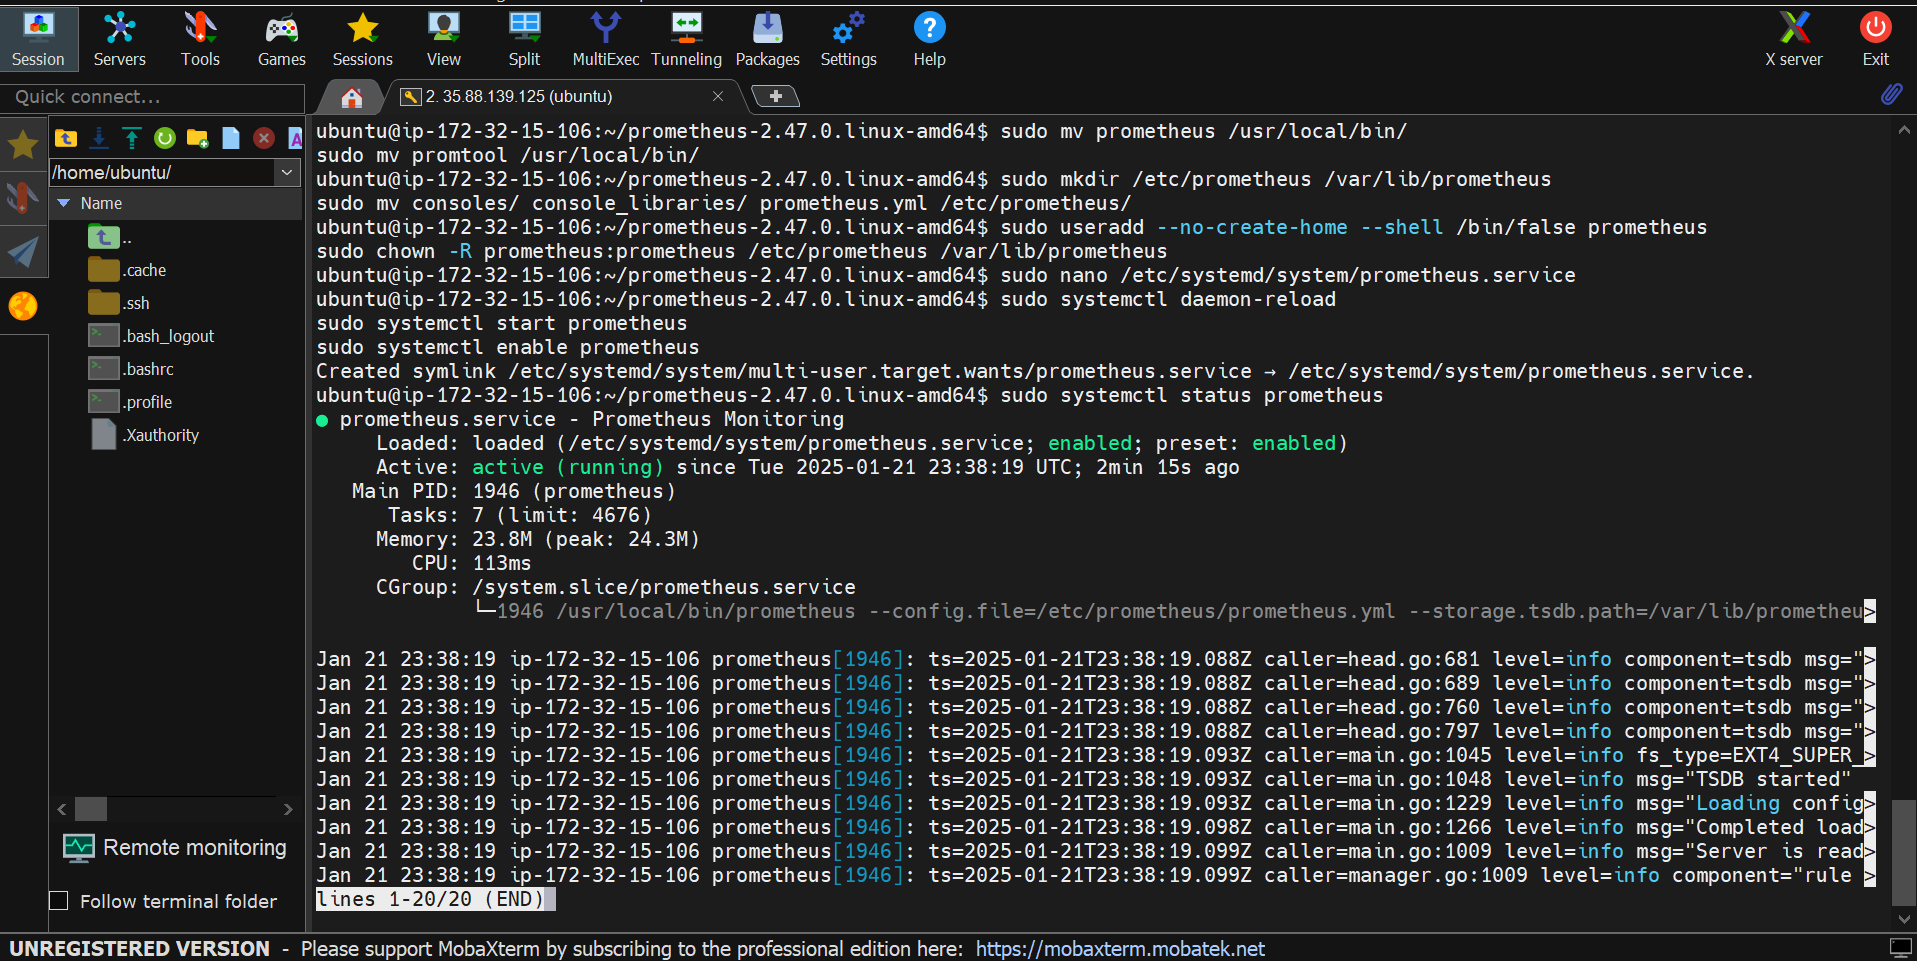 Session
Servers
Tools
Games
Sessions
View
Split
MultiExec
Tunneling
Packages
Settings
Help
X server
Exit
Quick connect...
2. 35.88.139.125 (ubuntu)
/home/ubuntu/
Name
..
.cache
.ssh
.bash_logout
.bashrc
.profile
.Xauthority
Remote monitoring
Follow terminal folder
ubuntu@ip-172-32-15-106:~/prometheus-2.47.0.linux-amd64$ sudo mv prometheus /usr/local/bin/
sudo mv promtool /usr/local/bin/
ubuntu@ip-172-32-15-106:~/prometheus-2.47.0.linux-amd64$ sudo mkdir /etc/prometheus /var/lib/prometheus
sudo mv consoles/ console_libraries/ prometheus.yml /etc/prometheus/
ubuntu@ip-172-32-15-106:~/prometheus-2.47.0.linux-amd64$ sudo useradd --no-create-home --shell /bin/false prometheus
sudo chown -R prometheus:prometheus /etc/prometheus /var/lib/prometheus
ubuntu@ip-172-32-15-106:~/prometheus-2.47.0.linux-amd64$ sudo nano /etc/systemd/system/prometheus.service
ubuntu@ip-172-32-15-106:~/prometheus-2.47.0.linux-amd64$ sudo systemctl daemon-reload
sudo systemctl start prometheus
sudo systemctl enable prometheus
Created symlink /etc/systemd/system/multi-user.target.wants/prometheus.service → /etc/systemd/system/prometheus.service.
ubuntu@ip-172-32-15-106:~/prometheus-2.47.0.linux-amd64$ sudo systemctl status prometheus
● prometheus.service - Prometheus Monitoring
Loaded: loaded (/etc/systemd/system/prometheus.service; enabled; preset: enabled)
Active: active (running) since Tue 2025-01-21 23:38:19 UTC; 2min 15s ago
Main PID: 1946 (prometheus)
Tasks: 7 (limit: 4676)
Memory: 23.8M (peak: 24.3M)
CPU: 113ms
CGroup: /system.slice/prometheus.service
└─1946 /usr/local/bin/prometheus --config.file=/etc/prometheus/prometheus.yml --storage.tsdb.path=/var/lib/prometheu>
Jan 21 23:38:19 ip-172-32-15-106 prometheus[1946]: ts=2025-01-21T23:38:19.088Z caller=head.go:681 level=info component=tsdb msg=">
Jan 21 23:38:19 ip-172-32-15-106 prometheus[1946]: ts=2025-01-21T23:38:19.088Z caller=head.go:689 level=info component=tsdb msg=">
Jan 21 23:38:19 ip-172-32-15-106 prometheus[1946]: ts=2025-01-21T23:38:19.088Z caller=head.go:760 level=info component=tsdb msg=">
Jan 21 23:38:19 ip-172-32-15-106 prometheus[1946]: ts=2025-01-21T23:38:19.088Z caller=head.go:797 level=info component=tsdb msg=">
Jan 21 23:38:19 ip-172-32-15-106 prometheus[1946]: ts=2025-01-21T23:38:19.093Z caller=main.go:1045 level=info fs_type=EXT4_SUPER_>
Jan 21 23:38:19 ip-172-32-15-106 prometheus[1946]: ts=2025-01-21T23:38:19.093Z caller=main.go:1048 level=info msg="TSDB started"
Jan 21 23:38:19 ip-172-32-15-106 prometheus[1946]: ts=2025-01-21T23:38:19.093Z caller=main.go:1229 level=info msg="Loading config>
Jan 21 23:38:19 ip-172-32-15-106 prometheus[1946]: ts=2025-01-21T23:38:19.098Z caller=main.go:1266 level=info msg="Completed load>
Jan 21 23:38:19 ip-172-32-15-106 prometheus[1946]: ts=2025-01-21T23:38:19.099Z caller=main.go:1009 level=info msg="Server is read>
Jan 21 23:38:19 ip-172-32-15-106 prometheus[1946]: ts=2025-01-21T23:38:19.099Z caller=manager.go:1009 level=info component="rule >
lines 1-20/20 (END)
UNREGISTERED VERSION - Please support MobaXterm by subscribing to the professional edition here: https://mobaxterm.mobatek.net